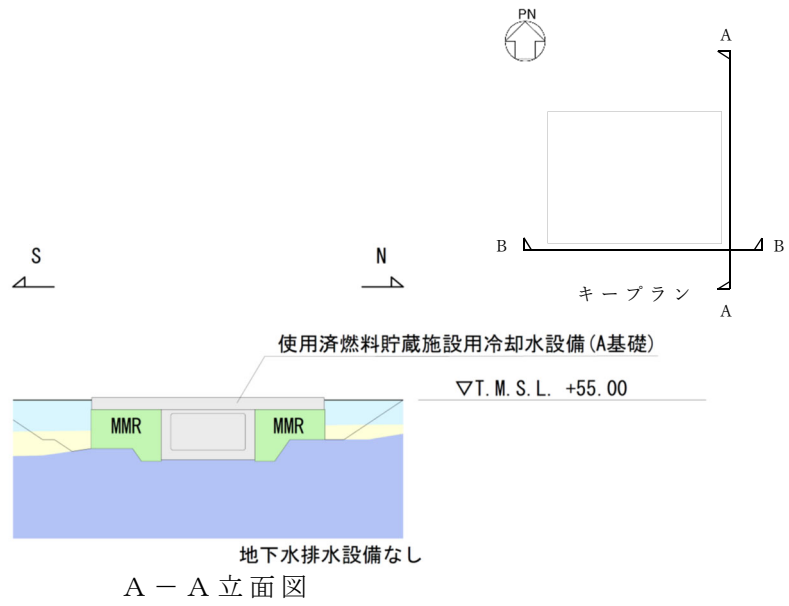 PN
A
B
B
キープラン
A
S
N
使用済燃料貯蔵施設用冷却水設備(A基礎)
▽T.M.S.L. +55.00
MMR
MMR
地下水排水設備なし
A-A立面図